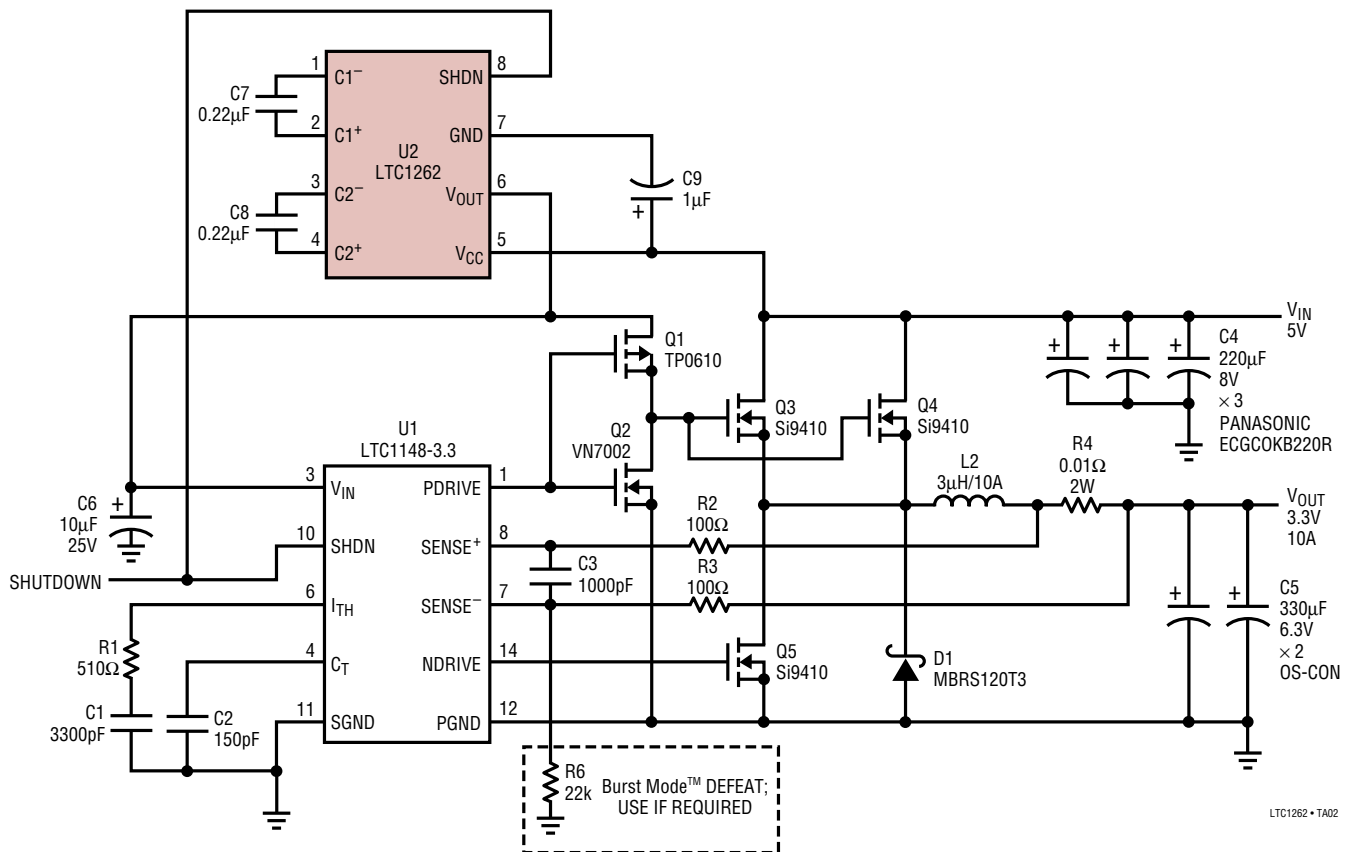 1
C1–
SHDN
8
C7
0.22µF
2
C1+
GND
7
U2
LTC1262
3
C2–
VOUT
6
C9
1µF
+
C8
0.22µF
4
C2+
VCC
5
VIN
5V
Q1
TP0610
+
+
+
C4
220µF
8V
× 3
PANASONIC
ECGCOKB220R
Q3
Si9410
Q4
Si9410
U1
LTC1148-3.3
Q2
VN7002
R4
0.01Ω
2W
L2
3µH/10A
3
VIN
PDRIVE
1
C6
10µF
25V
+
R2
100Ω
VOUT
3.3V
10A
10
SHDN
SENSE+
8
SHUTDOWN
C3
1000pF
R3
100Ω
6
ITH
SENSE–
7
+
+
C5
330µF
6.3V
× 2
OS-CON
R1
510Ω
4
CT
NDRIVE
14
Q5
Si9410
D1
MBRS120T3
C1
3300pF
C2
150pF
11
SGND
PGND
12
R6
22k
Burst Mode™ DEFEAT;
USE IF REQUIRED
LTC1262 • TA02